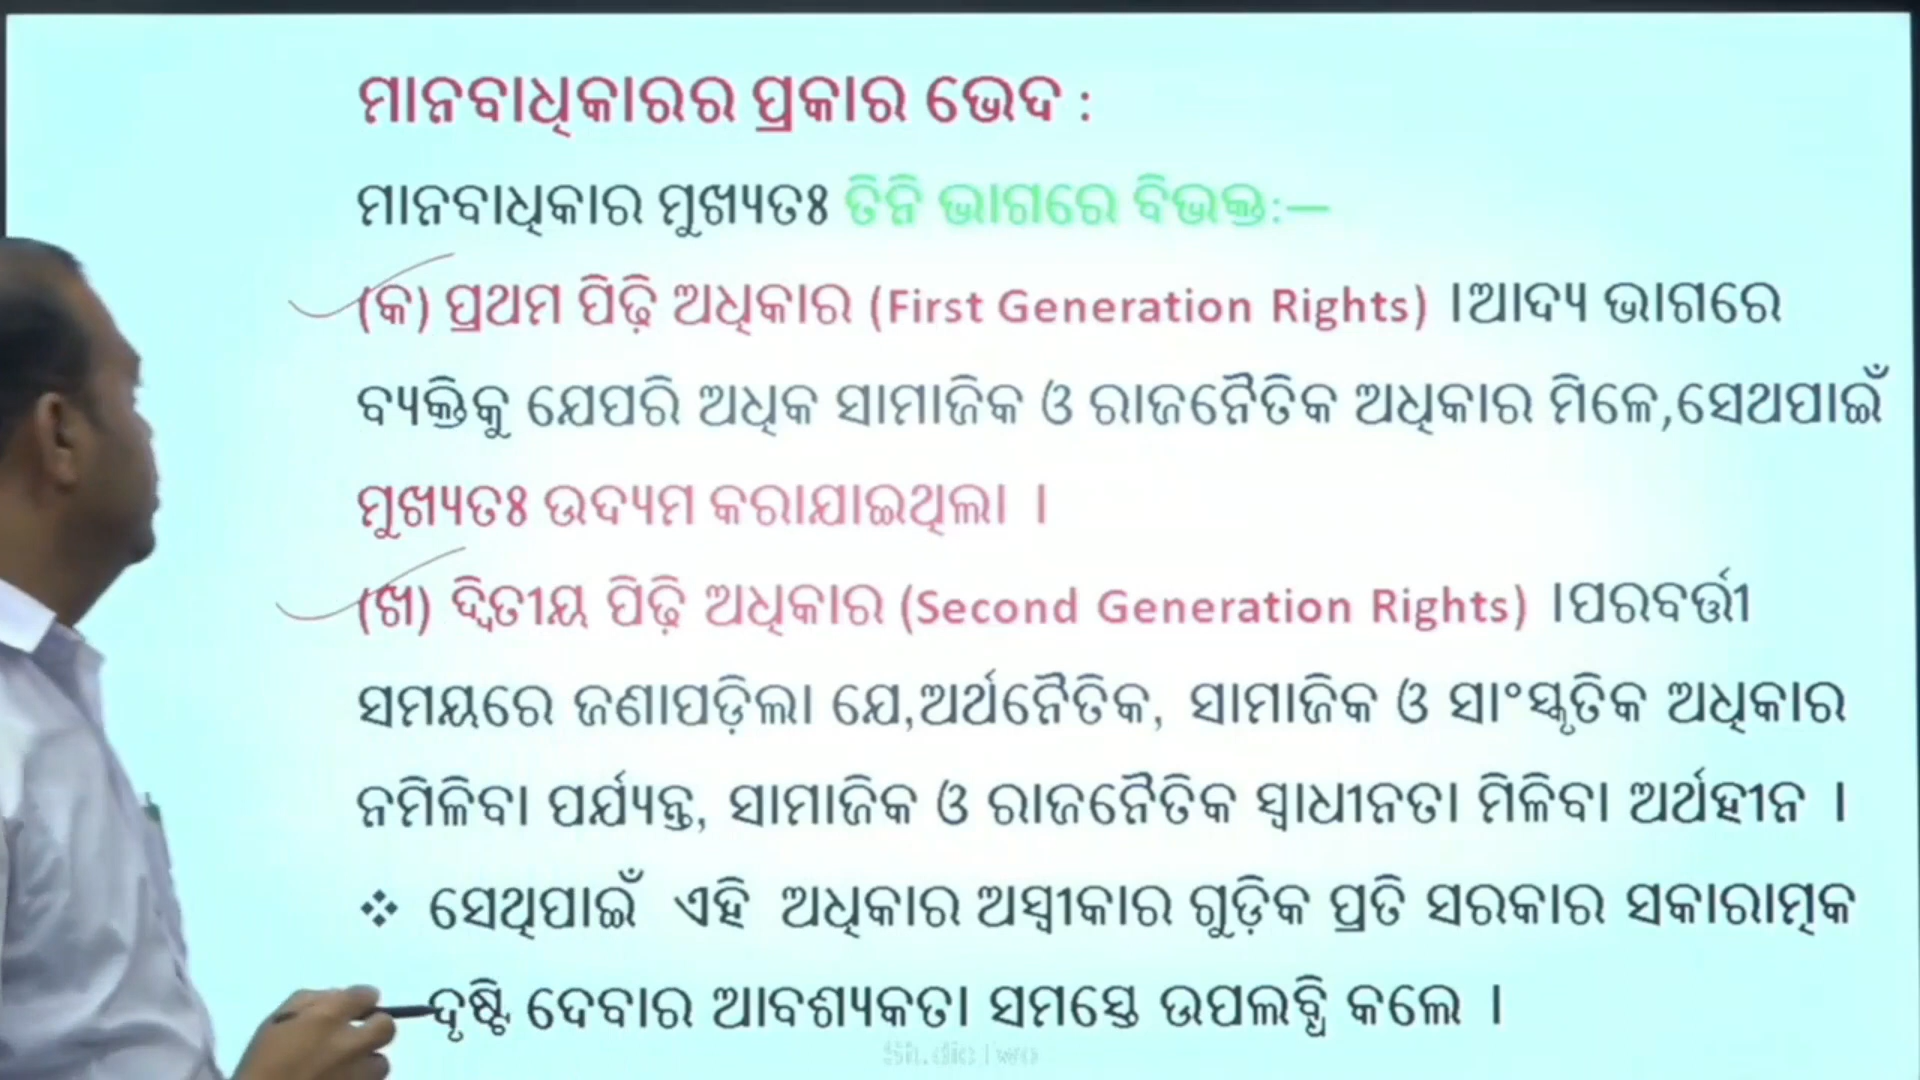 ମାନବାଧିକାରର ପ୍ରକାର ଭେଦ :
ମାନବାଧିକାର ମୁଖ୍ୟତଃ ତିନି ଭାଗରେ ବିଭକ୍ତ:—
(କ) ପ୍ରଥମ ପିଢ଼ି ଅଧିକାର (First Generation Rights) ।ଆଦ୍ୟ ଭାଗରେ
ବ୍ୟକ୍ତିକୁ ଯେପରି ଅଧିକ ସାମାଜିକ ଓ ରାଜନୈତିକ ଅଧିକାର ମିଳେ,ସେଥପାଇଁ
ମୁଖ୍ୟତଃ ଉଦ୍ୟମ କରାଯାଇଥିଲା ।
(ଖ) ଦ୍ୱିତୀୟ ପିଢ଼ି ଅଧିକାର (Second Generation Rights) ।ପରବର୍ତ୍ତୀ
ସମୟରେ ଜଣାପଡ଼ିଲା ଯେ,ଅର୍ଥନୈତିକ, ସାମାଜିକ ଓ ସାଂସ୍କୃତିକ ଅଧିକାର
ନମିଳିବା ପର୍ଯ୍ୟନ୍ତ, ସାମାଜିକ ଓ ରାଜନୈତିକ ସ୍ୱାଧୀନତା ମିଳିବା ଅର୍ଥହୀନ ।
❖ ସେଥିପାଇଁ ଏହି ଅଧିକାର ଅସ୍ୱୀକାର ଗୁଡ଼ିକ ପ୍ରତି ସରକାର ସକାରାତ୍ମକ
ଦୃଷ୍ଟି ଦେବାର ଆବଶ୍ୟକତା ସମସ୍ତେ ଉପଲବ୍ଧି କଲେ ।